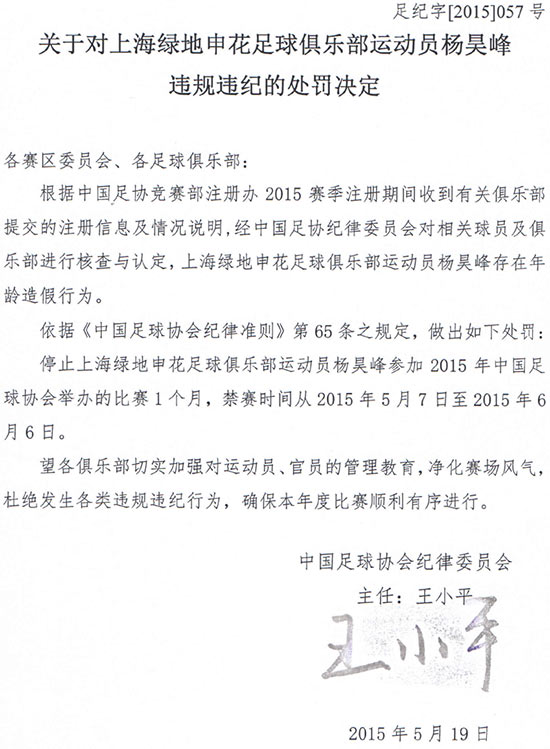 足纪字[2015]057 号
关于对上海绿地申花足球俱乐部运动员杨昊峰
违规违纪的处罚决定
各赛区委员会、各足球俱乐部：
根据中国足协竞赛部注册办 2015 赛季注册期间收到有关俱乐部
提交的注册信息及情况说明,经中国足协纪律委员会对相关球员及俱
乐部进行核查与认定，上海绿地申花足球俱乐部运动员杨昊峰存在年
龄造假行为。
依据《中国足球协会纪律准则》第 65 条之规定，做出如下处罚：
停止上海绿地申花足球俱乐部运动员杨昊峰参加 2015 年中国足
球协会举办的比赛 1 个月，禁赛时间从 2015 年 5 月 7 日至 2015 年 6
月 6 日。
望各俱乐部切实加强对运动员、官员的管理教育，净化赛场风气，
杜绝发生各类违规违纪行为，确保本年度比赛顺利有序进行。
中国足球协会纪律委员会
主任：王小平
王小平
2015 年 5 月 19 日